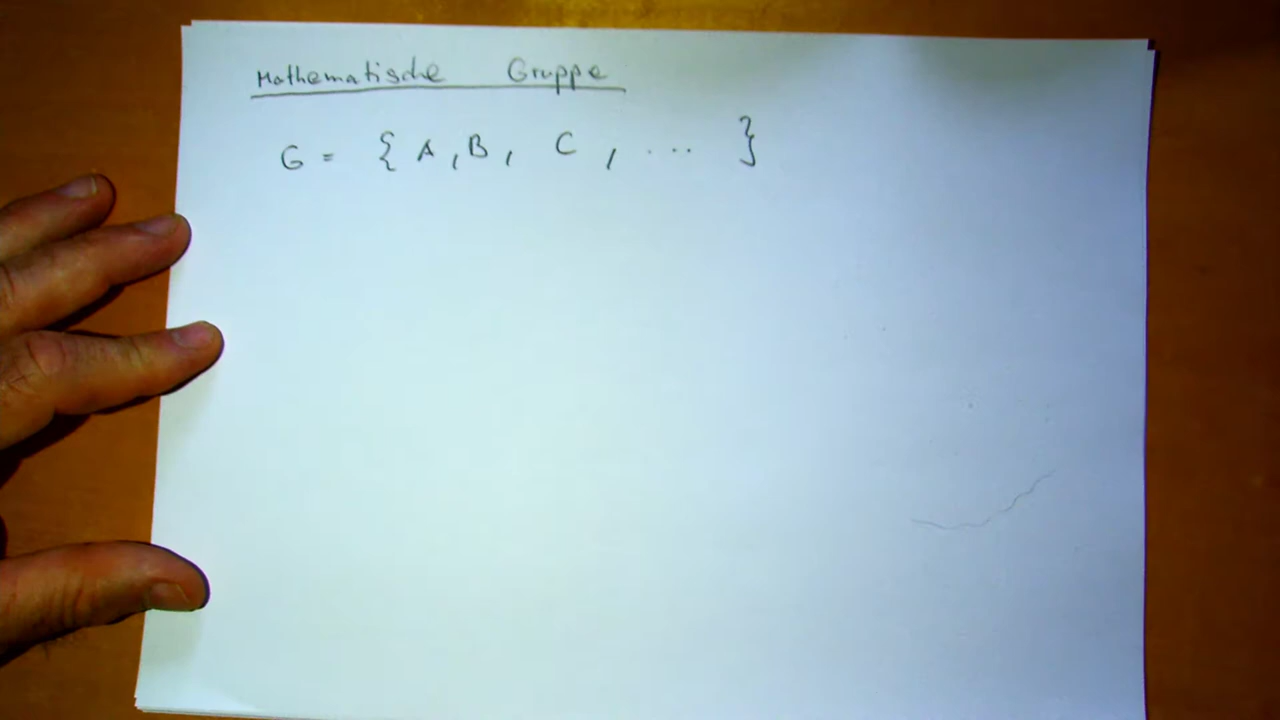 Mathematische Gruppe
G = { A , B , C , ... }